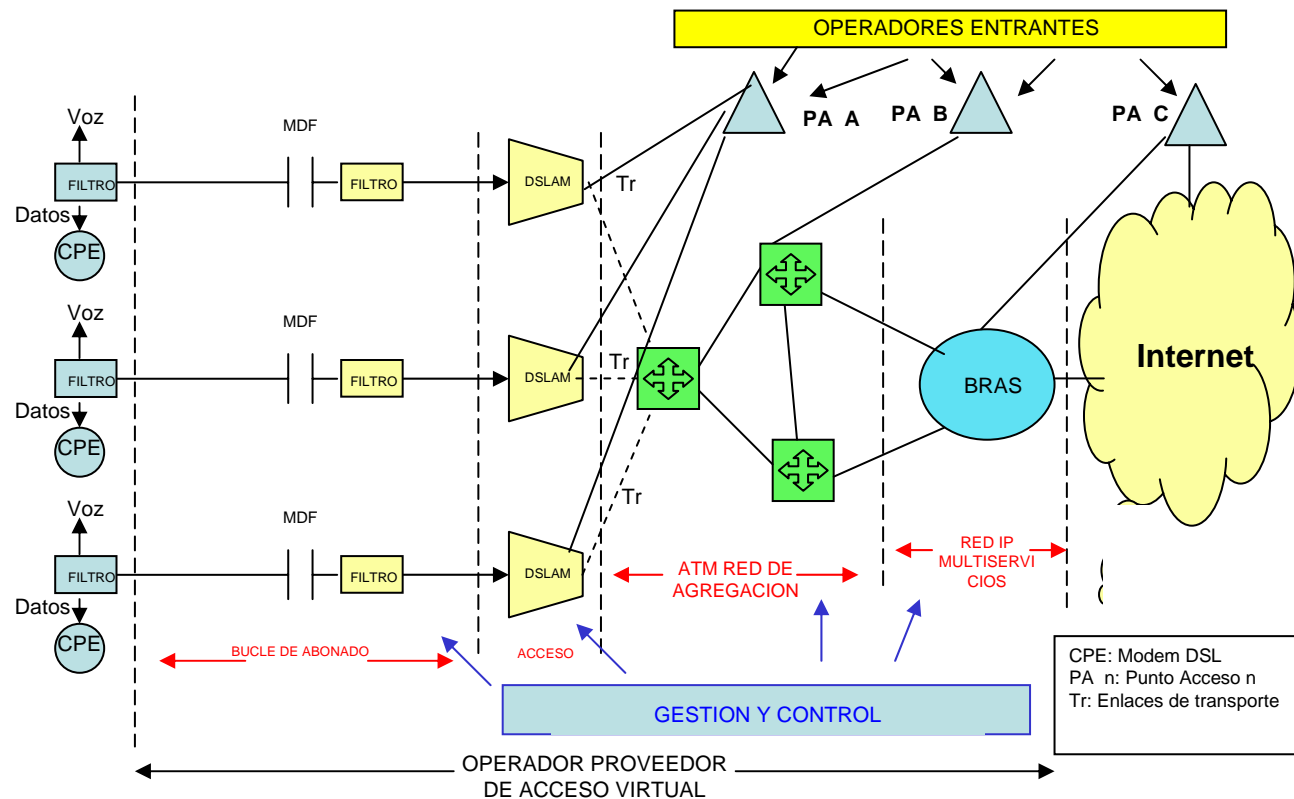 OPERADORES ENTRANTES
PA A
PA B
PA C
Voz
MDF
FILTRO
FILTRO
DSLAM
Tr
Datos
CPE
Voz
MDF
FILTRO
FILTRO
DSLAM
Tr
BRAS
Internet
Datos
CPE
Voz
MDF
FILTRO
FILTRO
DSLAM
Tr
Datos
CPE
ATM RED DE
AGREGACION
RED IP
MULTISERVI
CIOS
BUCLE DE ABONADO
ACCESO
GESTION Y CONTROL
CPE: Modem DSL
PA n: Punto Acceso n
Tr: Enlaces de transporte
OPERADOR PROVEEDOR
DE ACCESO VIRTUAL